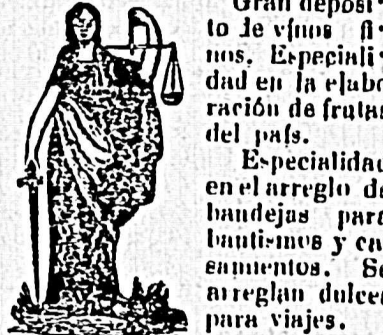 Gran depósi-
to de vinos fi-
nos. Especiali-
dad en la elabo
ración de frutas
del país.
Especialidad
en el arreglo de
bandejas para
bautismos y ca
samientos. Se
arreglan dulces
para viajes.